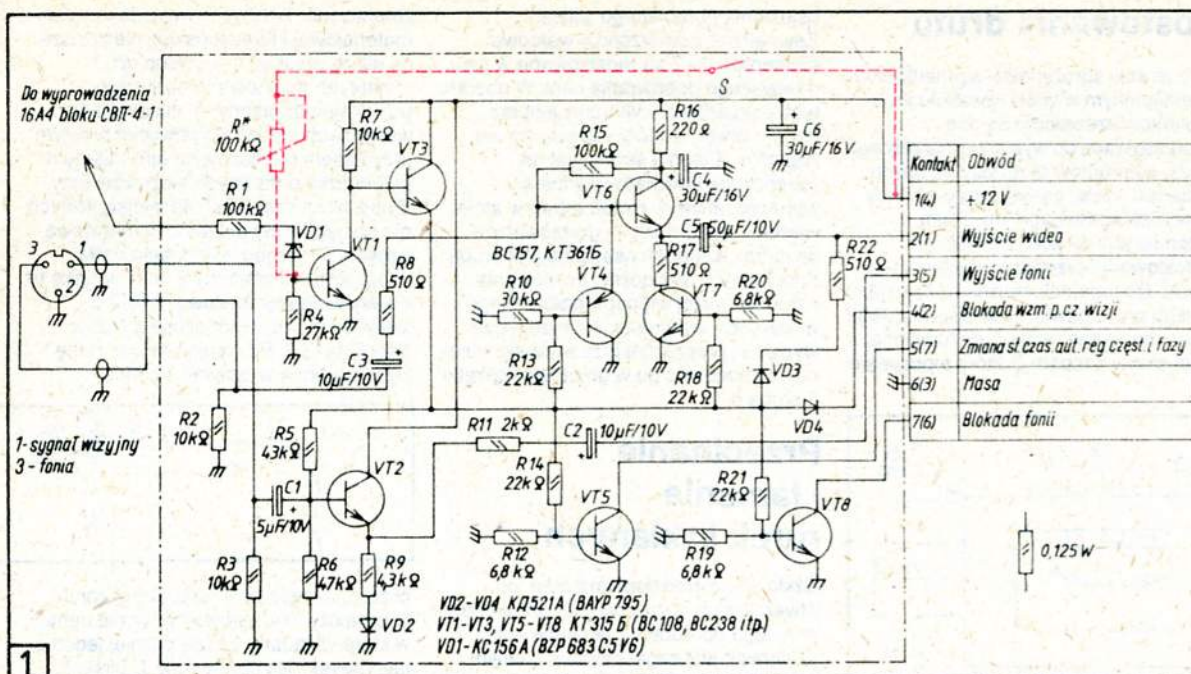 Do wyprowadzenia
16A4 bloku СВП-4-1
R*
100kΩ
R1
100kΩ
VD1
R4
27kΩ
VT1
R7
10kΩ
VT3
R8
510Ω
C3
10µF/10V
3
1
2
1-sygnał wizyjny
3 - fonia
R2
10kΩ
R5
43kΩ
C1
5µF/10V
R3
10kΩ
R6
47kΩ
VT2
R9
4,3kΩ
VD2
R11 2kΩ
S
R15
100kΩ
R16
220Ω
C6
30µF/16V
VT6
C4
30µF/16V
C5 50µF/10V
BC157, КТ361Б
R17
510Ω
R22
510Ω
R10
30kΩ
VT4
VT7
R20
6,8kΩ
R13
22kΩ
R18
22kΩ
VD3
VD4
C2 10µF/10V
R14
22kΩ
VT5
R21
22kΩ
VT8
R12
6,8kΩ
R19
6,8kΩ
VD2-VD4 КД521А (BAYP 795)
VT1-VT3, VT5-VT8 КТ315Б (BC108, BC238 itp.)
VD1-КС156А (BZP 683 C5V6)
Kontakt Obwód
1(4) + 12 V
2(1) Wyjście wideo
3(5) Wyjście fonii
4(2) Blokada wzm. p.cz. wizji
5(7) Zmiana st. czas. aut. reg częst. i fazy
6(3) Masa
7(6) Blokada fonii
0,125 W
1